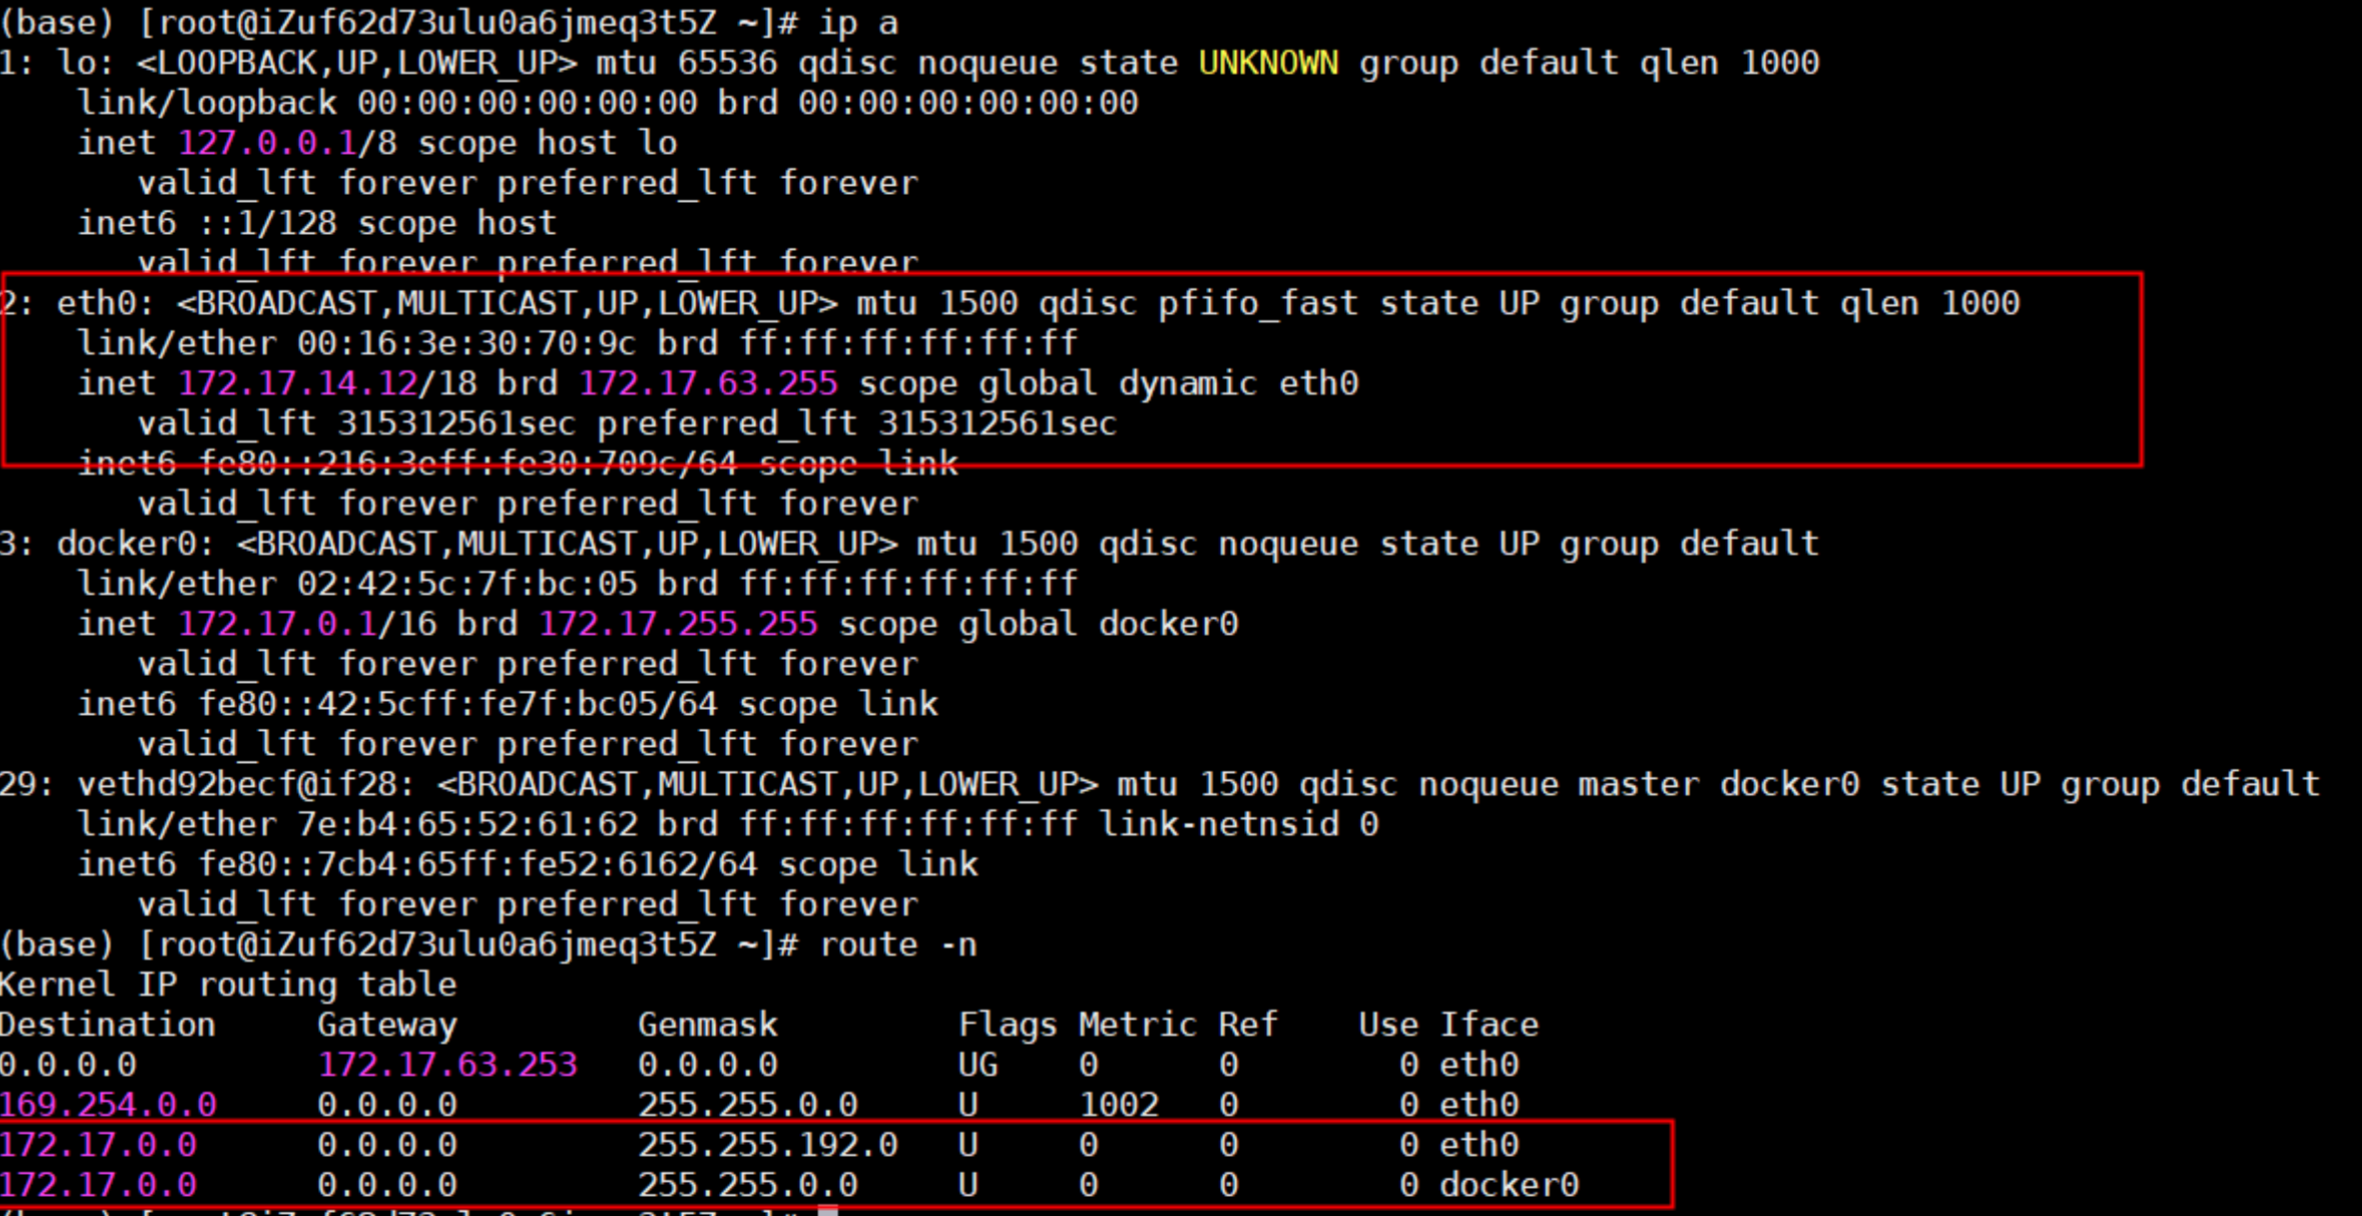 (base) [root@iZuf62d73ulu0a6jmeq3t5Z ~]# ip a
1: lo: <LOOPBACK,UP,LOWER_UP> mtu 65536 qdisc noqueue state UNKNOWN group default qlen 1000
    link/loopback 00:00:00:00:00:00 brd 00:00:00:00:00:00
    inet 127.0.0.1/8 scope host lo
       valid_lft forever preferred_lft forever
    inet6 ::1/128 scope host
       valid_lft forever preferred_lft forever
2: eth0: <BROADCAST,MULTICAST,UP,LOWER_UP> mtu 1500 qdisc pfifo_fast state UP group default qlen 1000
    link/ether 00:16:3e:30:70:9c brd ff:ff:ff:ff:ff:ff
    inet 172.17.14.12/18 brd 172.17.63.255 scope global dynamic eth0
       valid_lft 315312561sec preferred_lft 315312561sec
    inet6 fe80::216:3eff:fe30:709c/64 scope link
       valid_lft forever preferred_lft forever
3: docker0: <BROADCAST,MULTICAST,UP,LOWER_UP> mtu 1500 qdisc noqueue state UP group default
    link/ether 02:42:5c:7f:bc:05 brd ff:ff:ff:ff:ff:ff
    inet 172.17.0.1/16 brd 172.17.255.255 scope global docker0
       valid_lft forever preferred_lft forever
    inet6 fe80::42:5cff:fe7f:bc05/64 scope link
       valid_lft forever preferred_lft forever
29: vethd92becf@if28: <BROADCAST,MULTICAST,UP,LOWER_UP> mtu 1500 qdisc noqueue master docker0 state UP group default
    link/ether 7e:b4:65:52:61:62 brd ff:ff:ff:ff:ff:ff link-netnsid 0
    inet6 fe80::7cb4:65ff:fe52:6162/64 scope link
       valid_lft forever preferred_lft forever
(base) [root@iZuf62d73ulu0a6jmeq3t5Z ~]# route -n
Kernel IP routing table
Destination     Gateway         Genmask         Flags Metric Ref    Use Iface
0.0.0.0         172.17.63.253   0.0.0.0         UG    0      0        0 eth0
169.254.0.0     0.0.0.0         255.255.0.0     U     1002   0        0 eth0
172.17.0.0      0.0.0.0         255.255.192.0   U     0      0        0 eth0
172.17.0.0      0.0.0.0         255.255.0.0     U     0      0        0 docker0